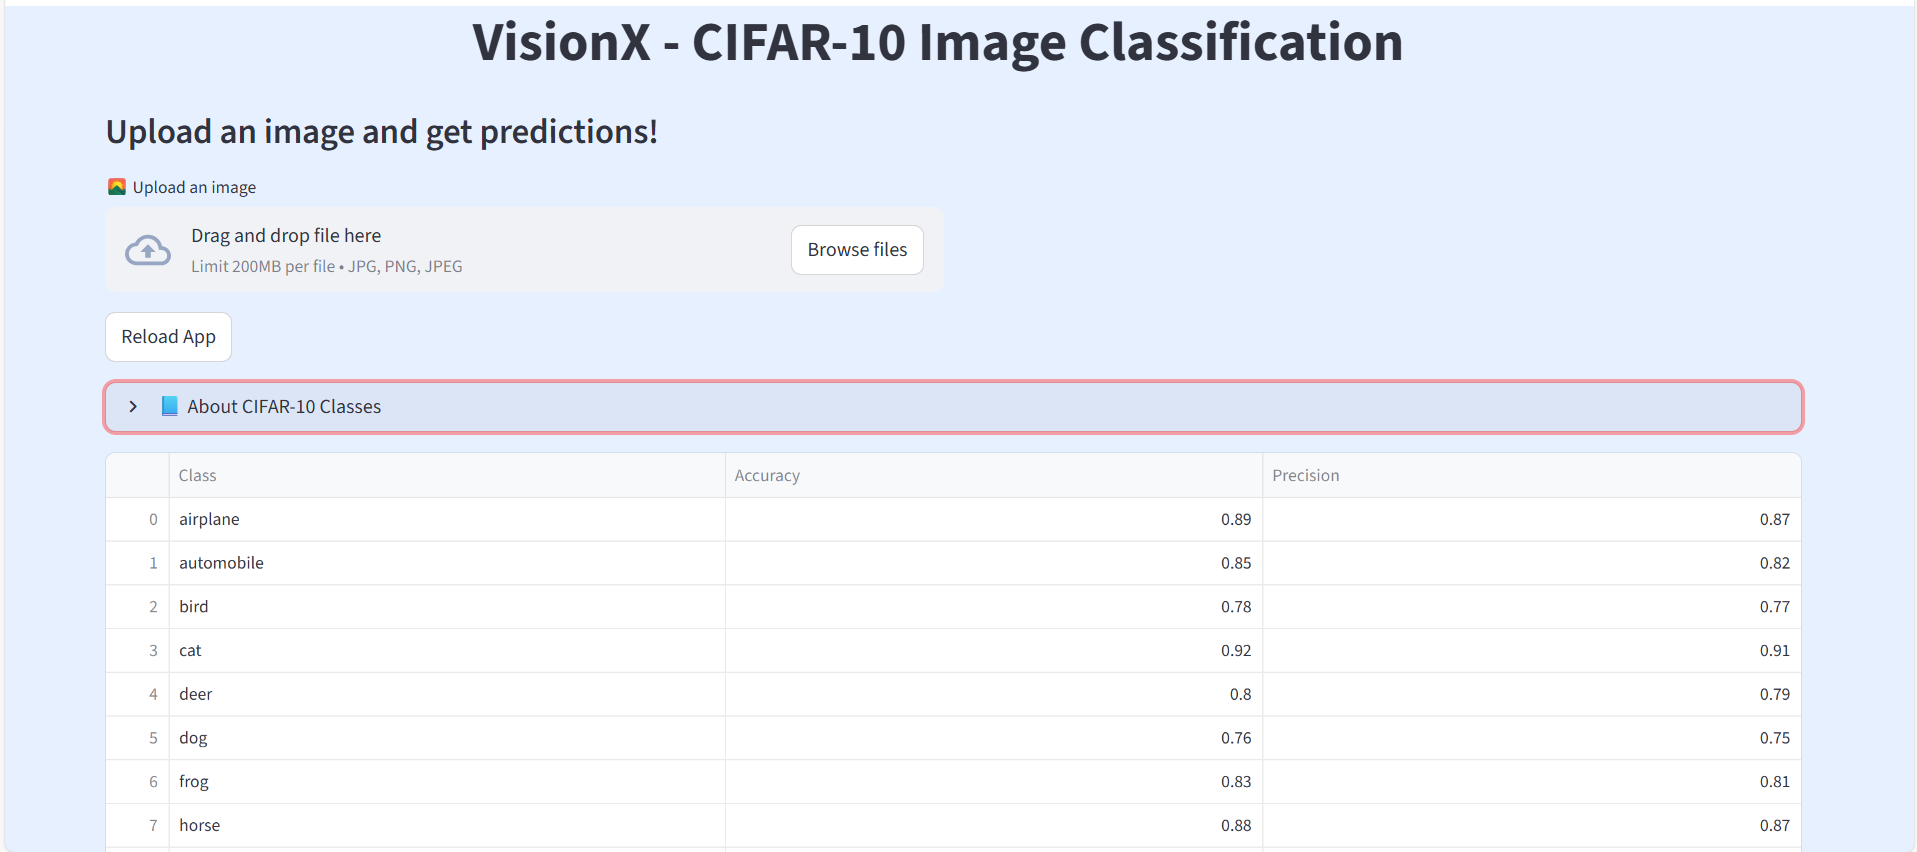 VisionX - CIFAR-10 Image Classification
Upload an image and get predictions!
Upload an image
Drag and drop file here
Limit 200MB per file • JPG, PNG, JPEG
Browse files
Reload App
About CIFAR-10 Classes
Class Accuracy Precision
0 airplane 0.89 0.87
1 automobile 0.85 0.82
2 bird 0.78 0.77
3 cat 0.92 0.91
4 deer 0.8 0.79
5 dog 0.76 0.75
6 frog 0.83 0.81
7 horse 0.88 0.87